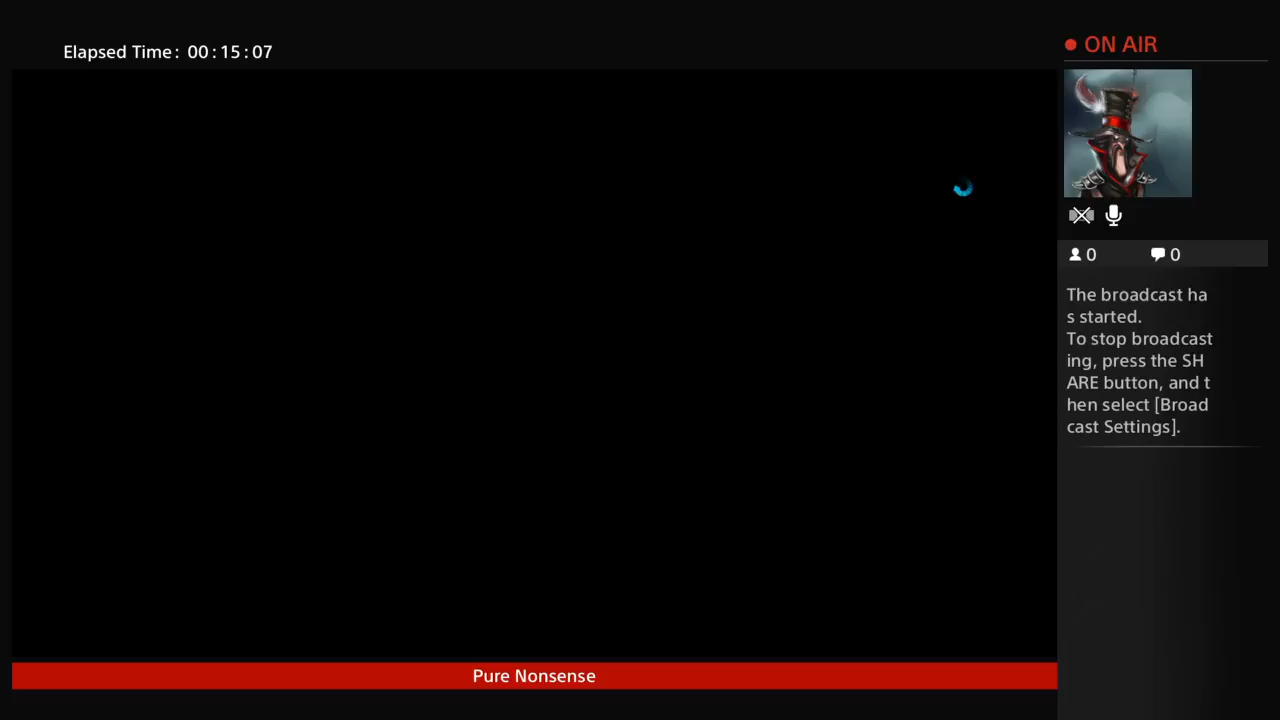 Elapsed Time: 00:15:07
ON AIR
0 0
The broadcast ha
s started.
To stop broadcast
ing, press the SH
ARE button, and t
hen select [Broad
cast Settings].
Pure Nonsense